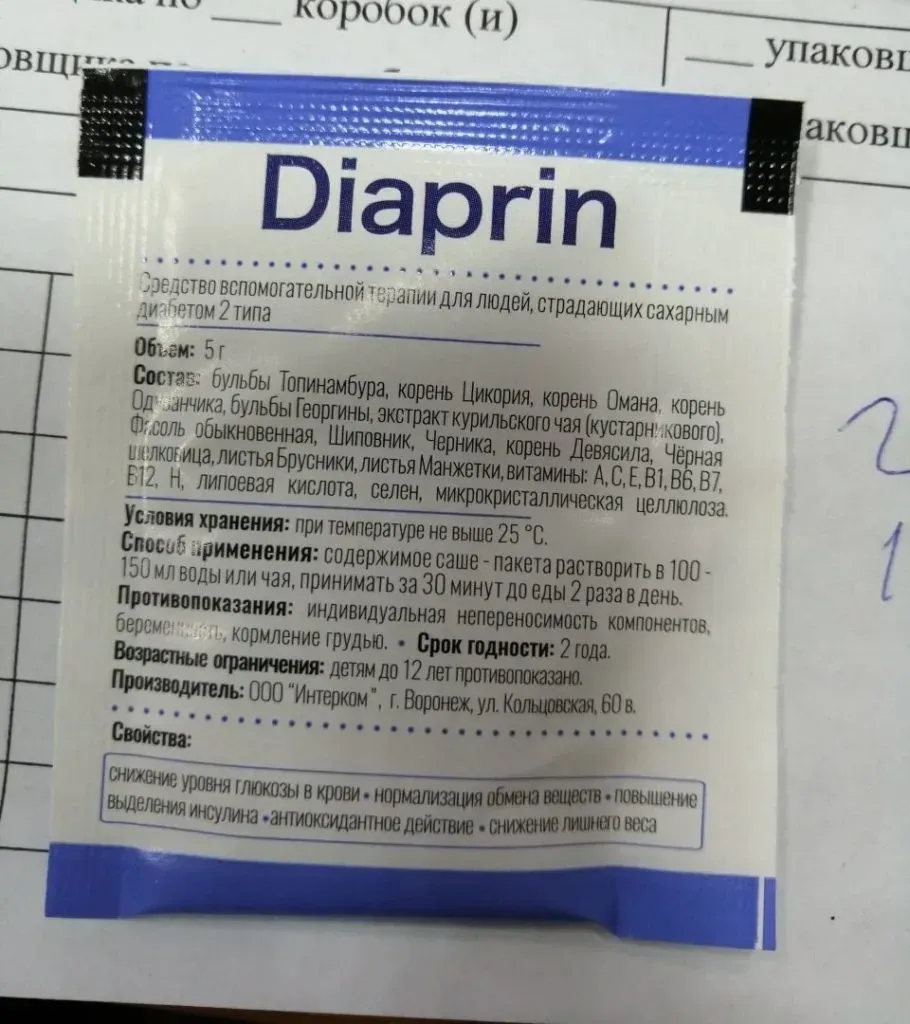 коробок (и)
упаковщ
аковщ
Diaprin
Средство вспомогательной терапии для людей, страдающих сахарным
диабетом 2 типа
Объем: 5 г
Состав: бульбы Топинамбура, корень Цикория, корень Омана, корень
Одуванчика, бульбы Георгины, экстракт курильского чая (кустарникового),
Фасоль обыкновенная, Шиповник, Черника, корень Девясила, Чёрная
шелковица, листья Брусники, листья Манжетки, витамины: А, С, Е, В1, В6, В7,
В12, Н, липоевая кислота, селен, микрокристаллическая целлюлоза.
Условия хранения: при температуре не выше 25 °С.
Способ применения: содержимое саше - пакета растворить в 100 -
150 мл воды или чая, принимать за 30 минут до еды 2 раза в день.
Противопоказания: индивидуальная непереносимость компонентов,
беременность, кормление грудью. • Срок годности: 2 года.
Возрастные ограничения: детям до 12 лет противопоказано.
Производитель: ООО "Интерком", г. Воронеж, ул. Кольцовская, 60 в.
Свойства:
снижение уровня глюкозы в крови • нормализация обмена веществ • повышение
выделения инсулина • антиоксидантное действие • снижение лишнего веса